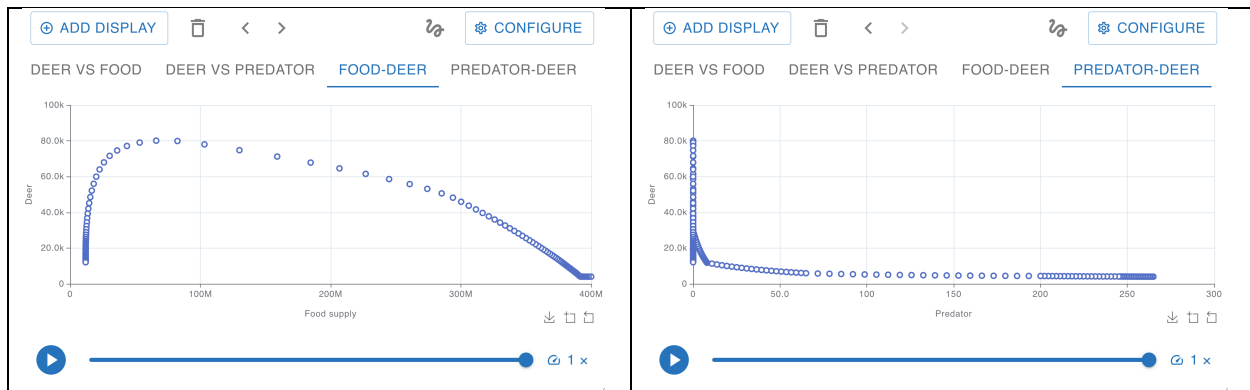 ADD DISPLAY
CONFIGURE
DEER VS FOOD DEER VS PREDATOR FOOD-DEER PREDATOR-DEER
100k
80.0k
60.0k
40.0k
20.0k
0
Deer
0 100M 200M 300M 400M
Food supply
1 ×
ADD DISPLAY
CONFIGURE
DEER VS FOOD DEER VS PREDATOR FOOD-DEER PREDATOR-DEER
100k
80.0k
60.0k
40.0k
20.0k
0
Deer
0 50.0 100 150 200 250 300
Predator
1 ×